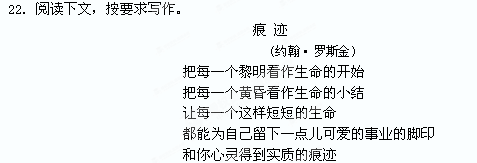 22. 阅读下文，按要求写作。
痕 迹
(约翰·罗斯金)
把每一个黎明看作生命的开始
把每一个黄昏看作生命的小结
让每一个这样短短的生命
都能为自己留下一点儿可爱的事业的脚印
和你心灵得到实质的痕迹